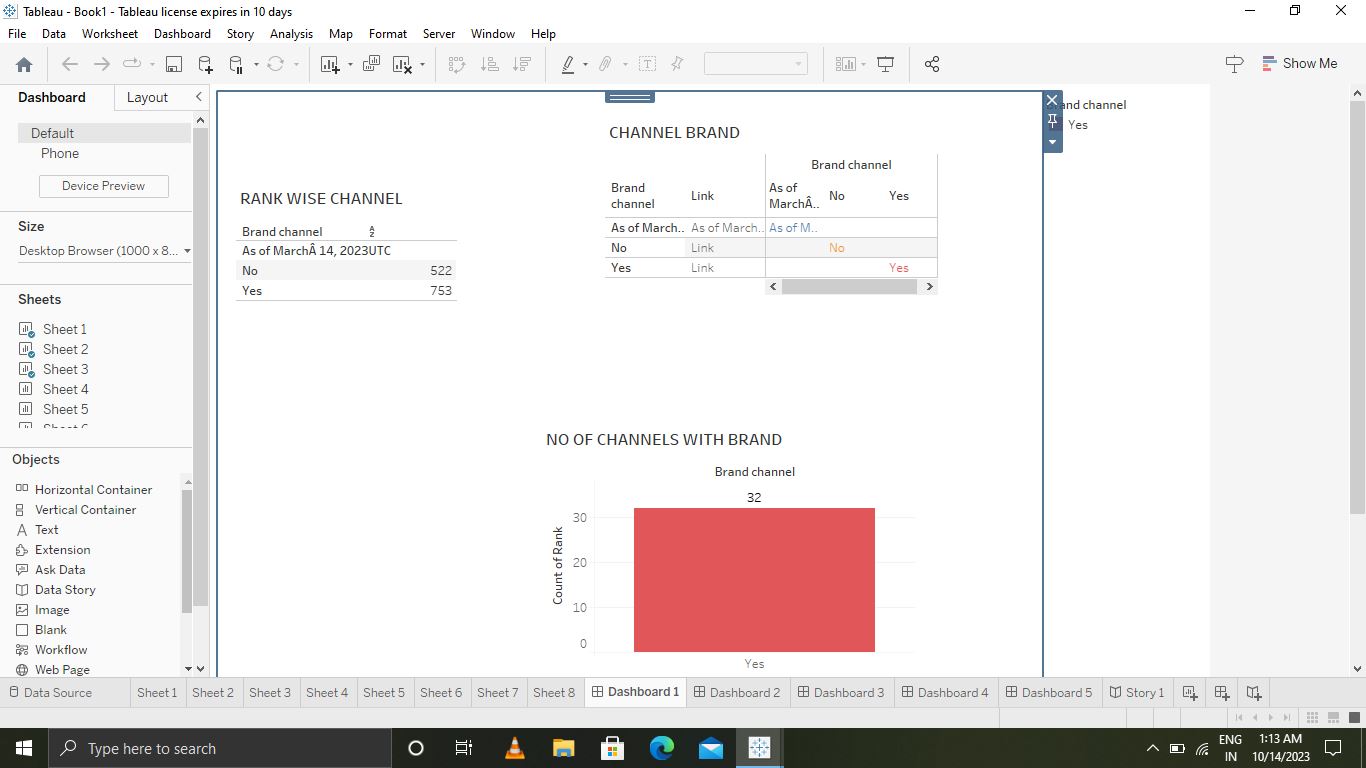 Tableau - Book1 - Tableau license expires in 10 days
File Data Worksheet Dashboard Story Analysis Map Format Server Window Help
Show Me
Dashboard Layout
Default
Phone
Device Preview
Size
Desktop Browser (1000 x 8...
Sheets
Sheet 1
Sheet 2
Sheet 3
Sheet 4
Sheet 5
Objects
Horizontal Container
Vertical Container
Text
Extension
Ask Data
Data Story
Image
Blank
Workflow
Web Page
RANK WISE CHANNEL
Brand channel
As of MarchÂ 14, 2023UTC
No 522
Yes 753
CHANNEL BRAND
Brand channel
Brand channel Link As of MarchÂ.. No Yes
As of March.. As of March.. As of M..
No Link No
Yes Link Yes
NO OF CHANNELS WITH BRAND
Brand channel
32
30
20
10
0
Count of Rank
Yes
channel
Yes
Data Source Sheet 1 Sheet 2 Sheet 3 Sheet 4 Sheet 5 Sheet 6 Sheet 7 Sheet 8 Dashboard 1 Dashboard 2 Dashboard 3 Dashboard 4 Dashboard 5 Story 1
Type here to search
ENG
IN
1:13 AM
10/14/2023